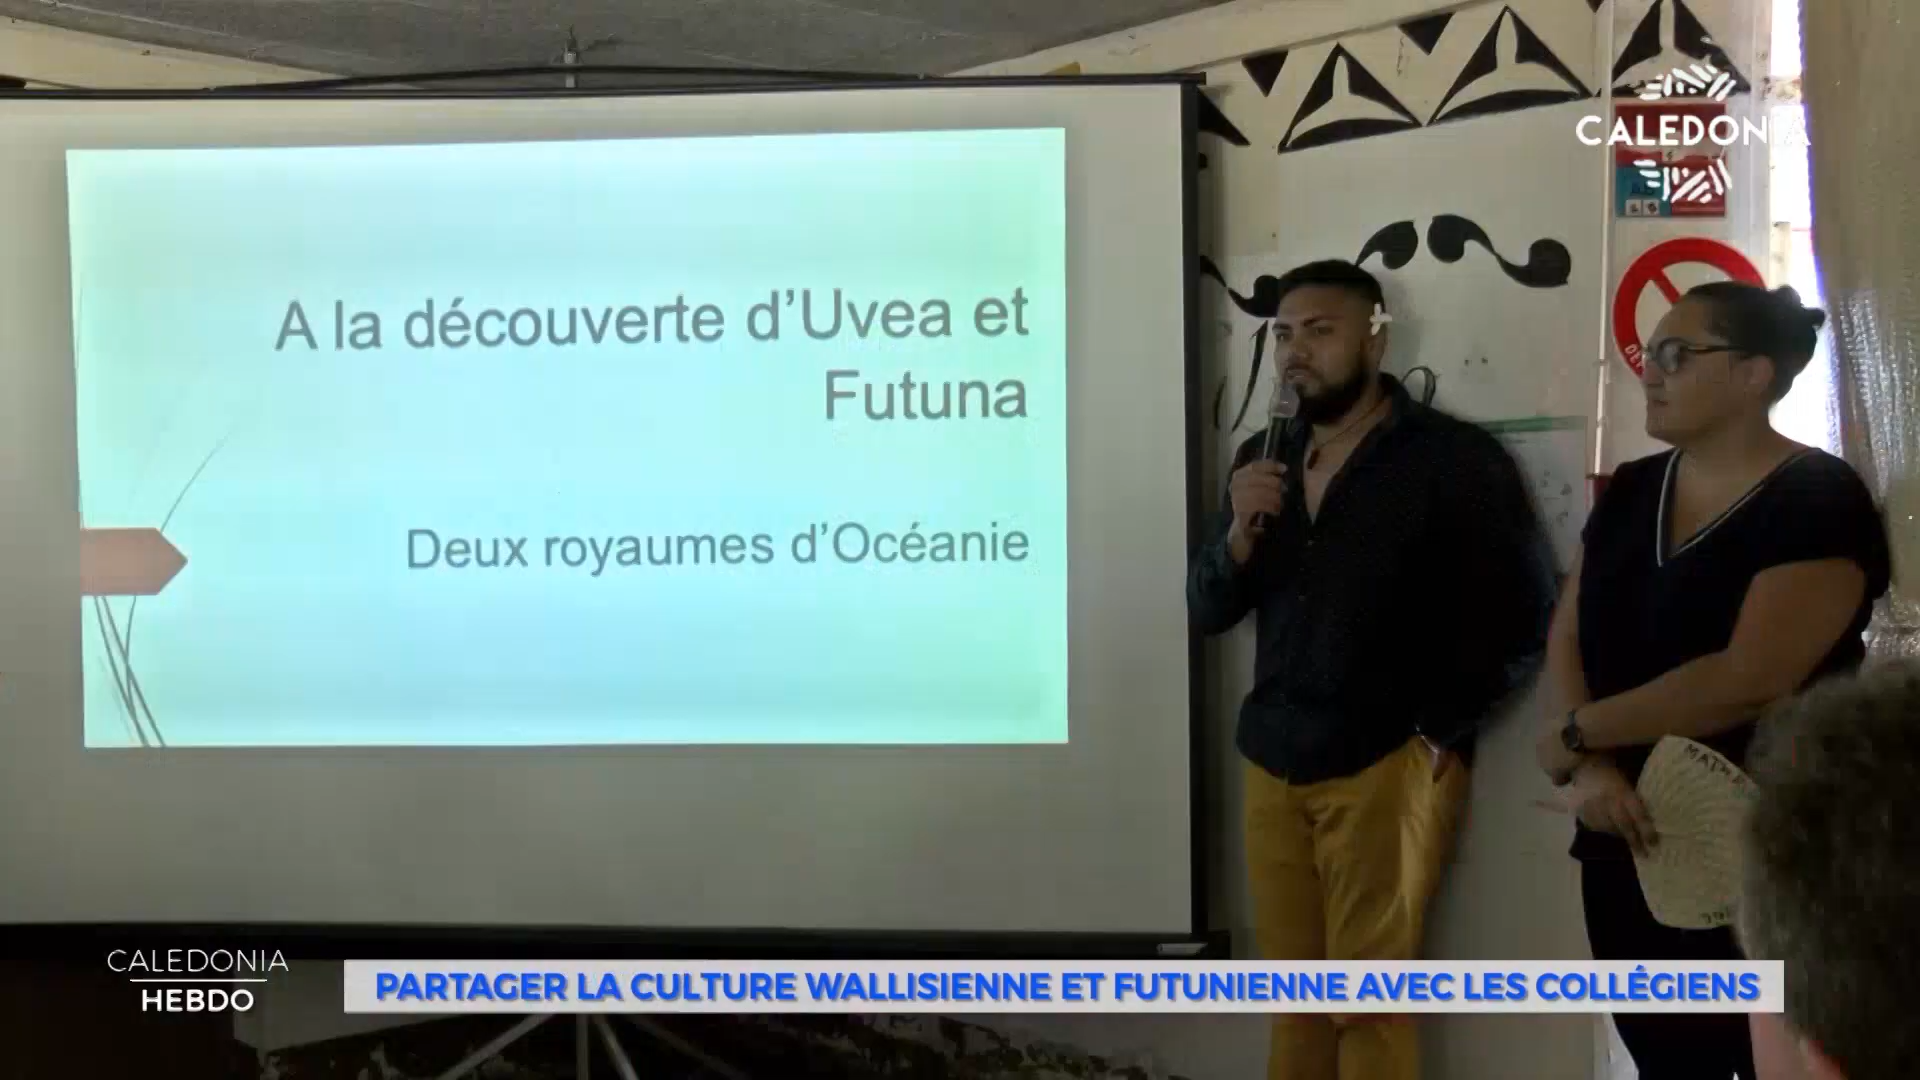 A la découverte d'Uvea et
Futuna
Deux royaumes d'Océanie
CALEDONIA
CALEDONIA
HEBDO
PARTAGER LA CULTURE WALLISIENNE ET FUTUNIENNE AVEC LES COLLÉGIENS